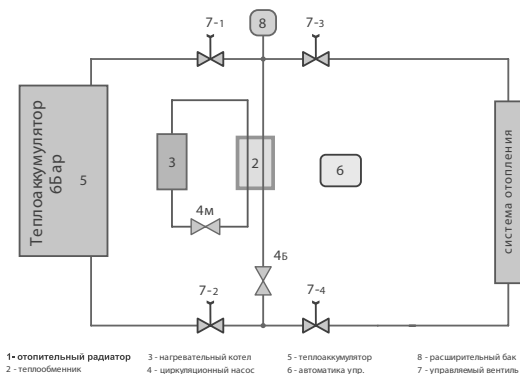 7-1
8
7-3
Теплоаккумулятор
6Бар
5
3
2
6
система отопления
4м
4Б
7-2
7-4
1- отопительный радиатор
2 - теплообменник
3 - нагревательный котел
4 - циркуляционный насос
5 - теплоаккумулятор
6 - автоматика упр.
8 - расширительный бак
7 - управляемый вентиль